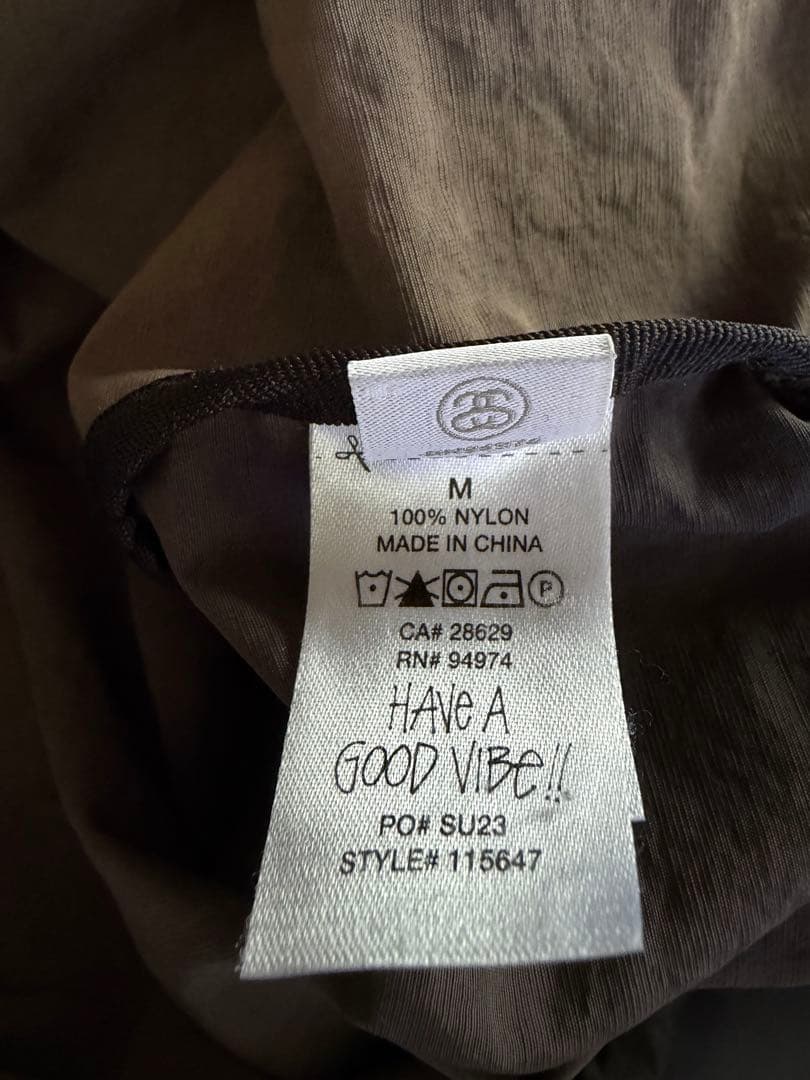 M
100% NYLON
MADE IN CHINA
P
CA# 28629
RN# 94974
HAVE A
GOOD VIBE!!
PO# SU23
STYLE# 115647